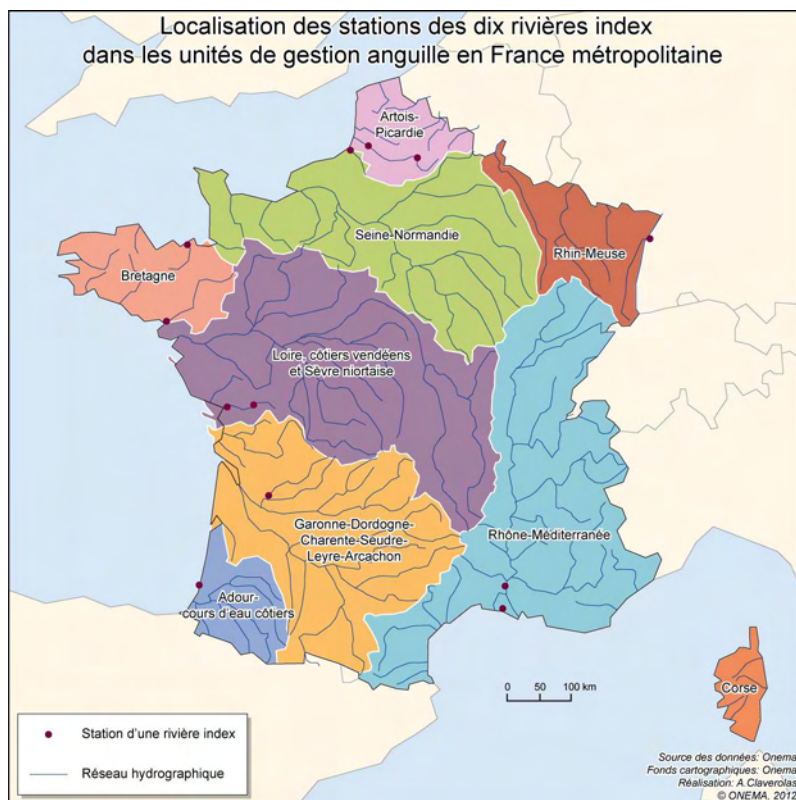 Localisation des stations des dix rivières index
dans les unités de gestion anguille en France métropolitaine
Artois-
Picardie
Seine-Normandie
Rhin-Meuse
Bretagne
Loire, côtiers vendéens
et Sèvre niortaise
Garonne-Dordogne-
Charente-Seudre-
Leyre-Arcachon
Rhône-Méditerranée
Adour-
cours d'eau côtiers
Corse
0 50 100 km
Station d'une rivière index
Réseau hydrographique
Source des données: Onema
Fonds cartographiques: Onema
Réalisation: A.Claverolas
© ONEMA, 2012